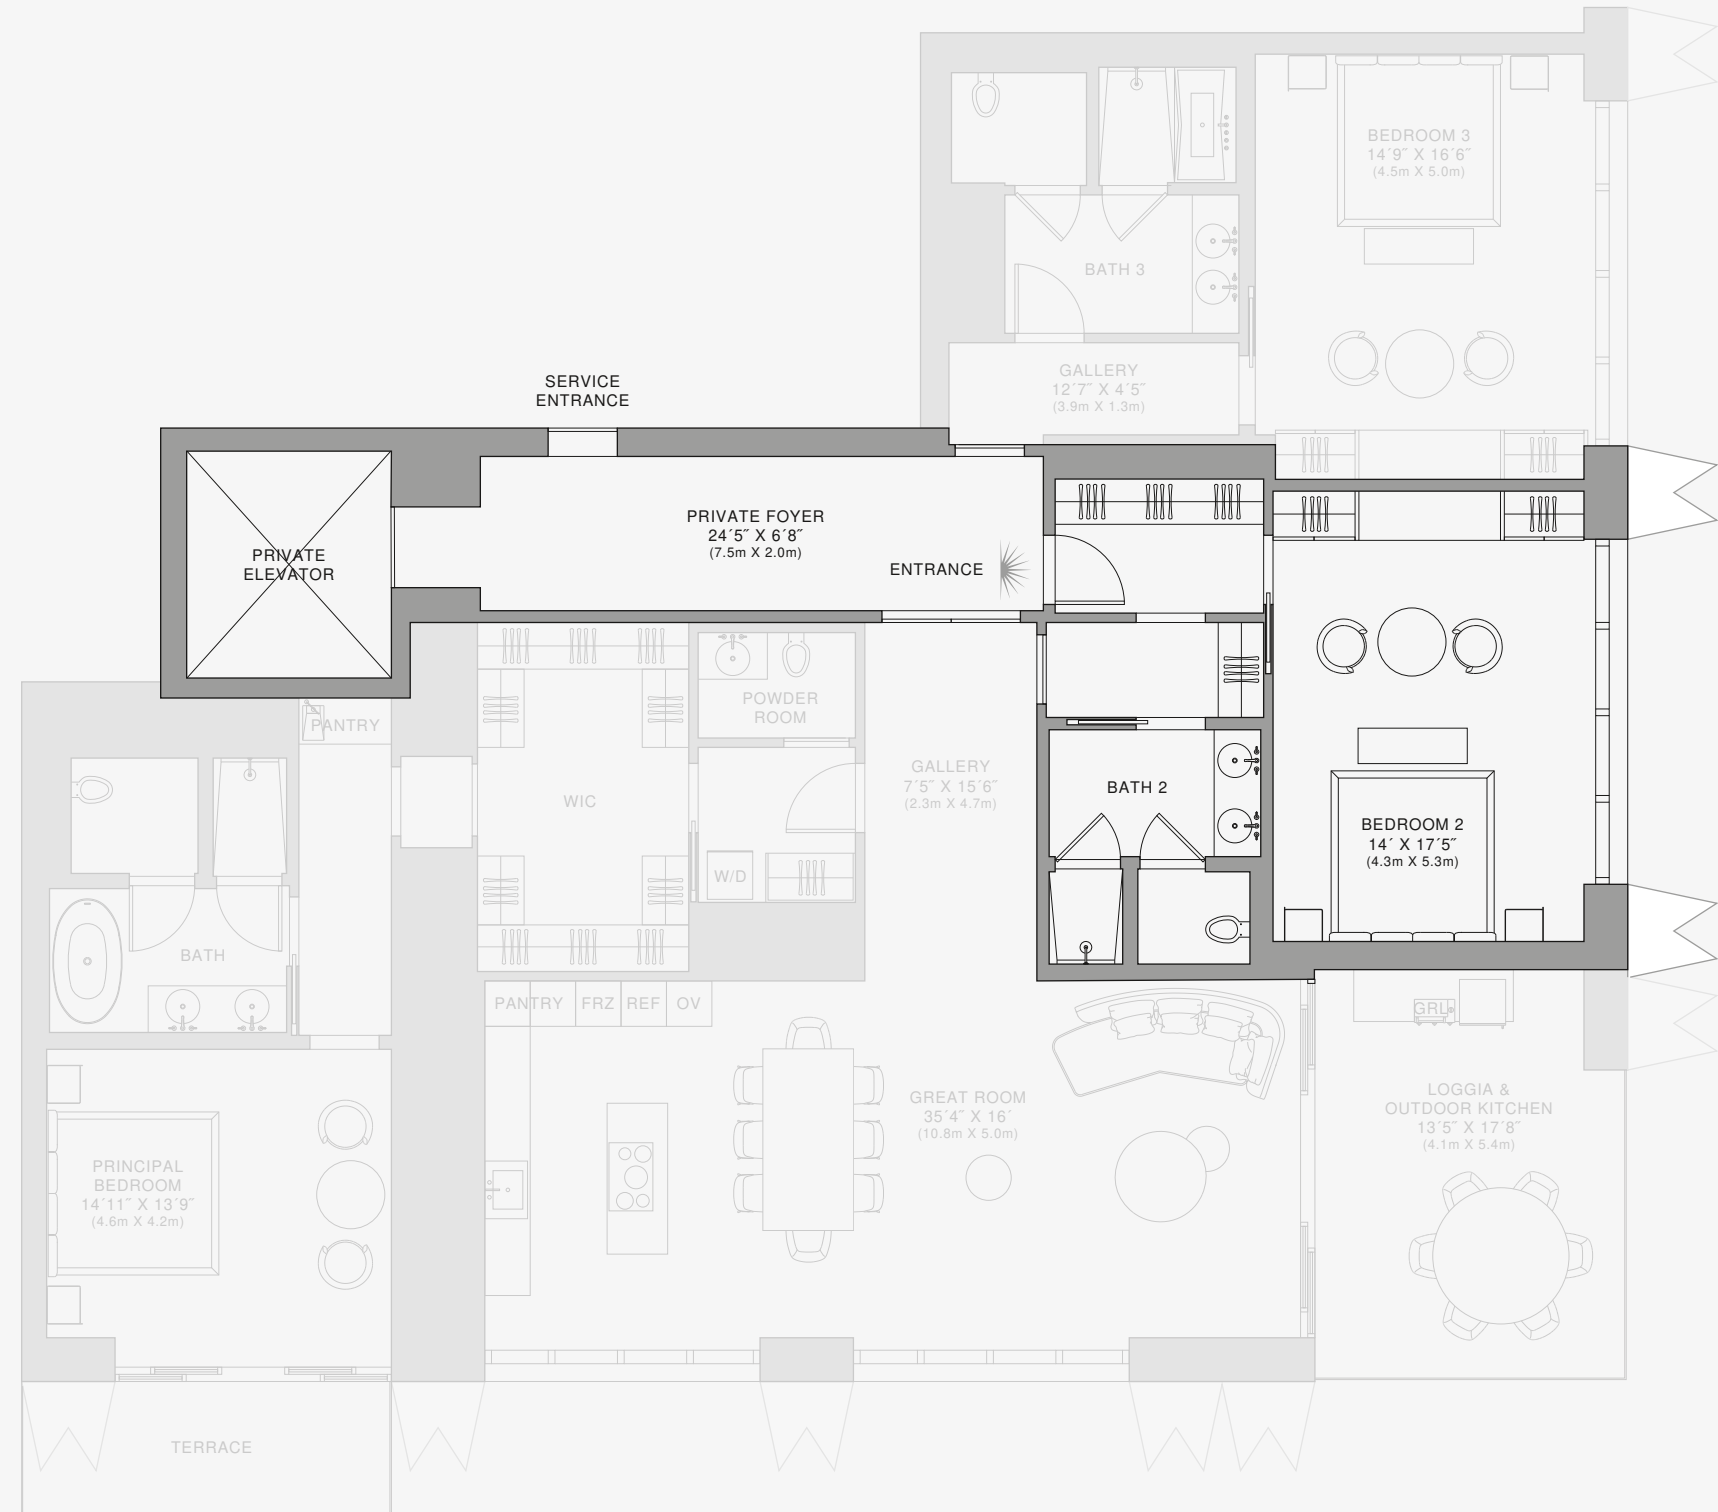 BEDROOM 3
14´9˝ X 16´6˝
(4.5m X 5.0m)
BATH 3
GALLERY
12´7˝ X 4´5˝
(3.9m X 1.3m)
SERVICE
ENTRANCE
PRIVATE FOYER
24´5˝ X 6´8˝
(7.5m X 2.0m)
ENTRANCE
PRIVATE
ELEVATOR
PANTRY
POWDER
ROOM
WIC
W/D
GALLERY
7´5˝ X 15´6˝
(2.3m X 4.7m)
BATH 2
BEDROOM 2
14´ X 17´5˝
(4.3m X 5.3m)
BATH
PANTRY
FRZ
REF
OV
GRL
GREAT ROOM
35´4˝ X 16´
(10.8m X 5.0m)
LOGGIA &
OUTDOOR KITCHEN
13´5˝ X 17´8˝
(4.1m X 5.4m)
PRINCIPAL
BEDROOM
14´11˝ X 13´9˝
(4.6m X 4.2m)
TERRACE